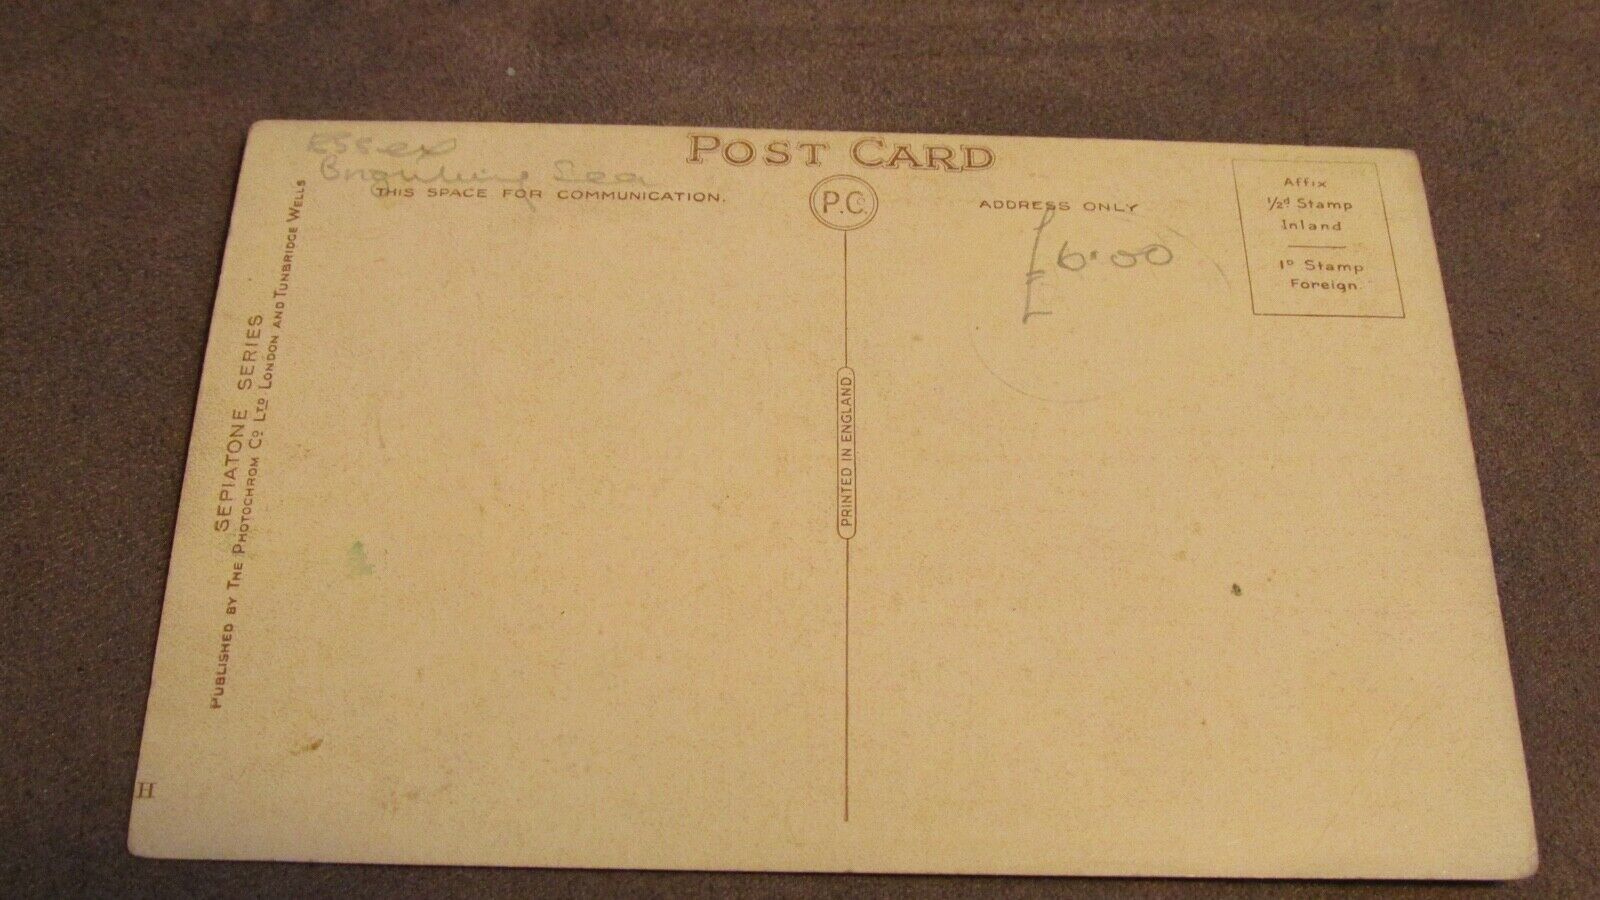 POST CARD
Essex
Sea
THIS SPACE FOR COMMUNICATION.
P.C.
ADDRESS ONLY
£6.00
Affix
½d Stamp
Inland
1d Stamp
Foreign.
PRINTED IN ENGLAND.
SEPIATONE SERIES
PUBLISHED BY THE PHOTOCHROM CO LTD LONDON AND TUNBRIDGE WELLS
H